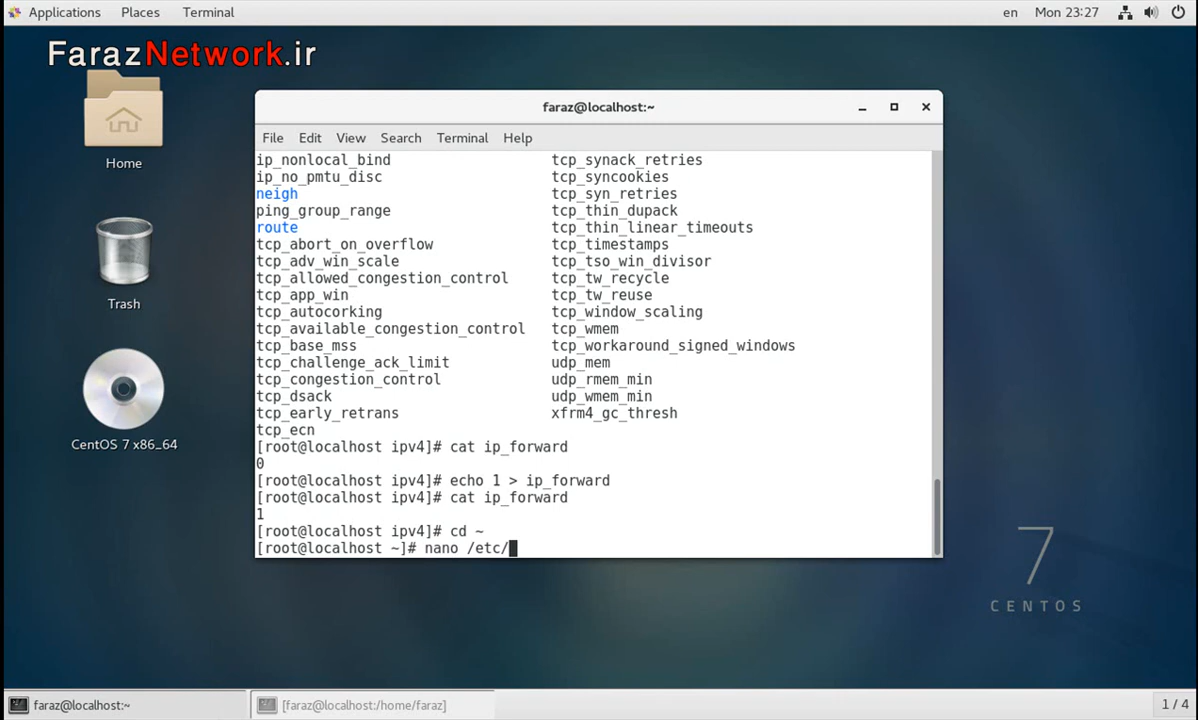 Applications Places Terminal en Mon 23:27
FarazNetwork.ir
Home
Trash
CentOS 7 x86_64
faraz@localhost:~
File Edit View Search Terminal Help
ip_nonlocal_bind tcp_synack_retries
ip_no_pmtu_disc tcp_syncookies
neigh tcp_syn_retries
ping_group_range tcp_thin_dupack
route tcp_thin_linear_timeouts
tcp_abort_on_overflow tcp_timestamps
tcp_adv_win_scale tcp_tso_win_divisor
tcp_allowed_congestion_control tcp_tw_recycle
tcp_app_win tcp_tw_reuse
tcp_autocorking tcp_window_scaling
tcp_available_congestion_control tcp_wmem
tcp_base_mss tcp_workaround_signed_windows
tcp_challenge_ack_limit udp_mem
tcp_congestion_control udp_rmem_min
tcp_dsack udp_wmem_min
tcp_early_retrans xfrm4_gc_thresh
tcp_ecn
[root@localhost ipv4]# cat ip_forward
0
[root@localhost ipv4]# echo 1 > ip_forward
[root@localhost ipv4]# cat ip_forward
1
[root@localhost ipv4]# cd ~
[root@localhost ~]# nano /etc/
7
CENTOS
faraz@localhost:~ [faraz@localhost:/home/faraz] 1 / 4